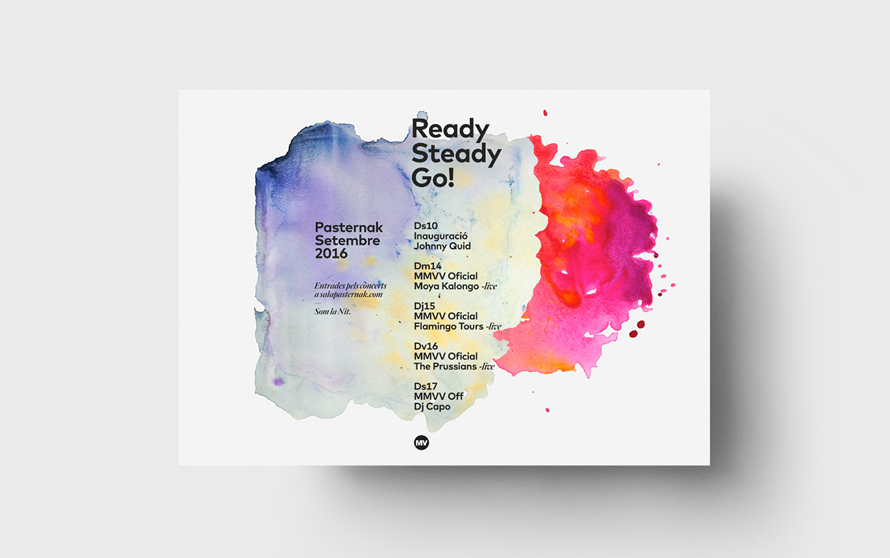 Ready
Steady
Go!
Pasternak
Setembre
2016
Entrades pels concerts
a salapasternak.com
Som la Nit.
Ds10
Inauguració
Johnny Quid
Dm14
MMVV Oficial
Moya Kalongo -live
Dj15
MMVV Oficial
Flamingo Tours -live
Dv16
MMVV Oficial
The Prussians -live
Ds17
MMVV Off
Dj Capo
MV